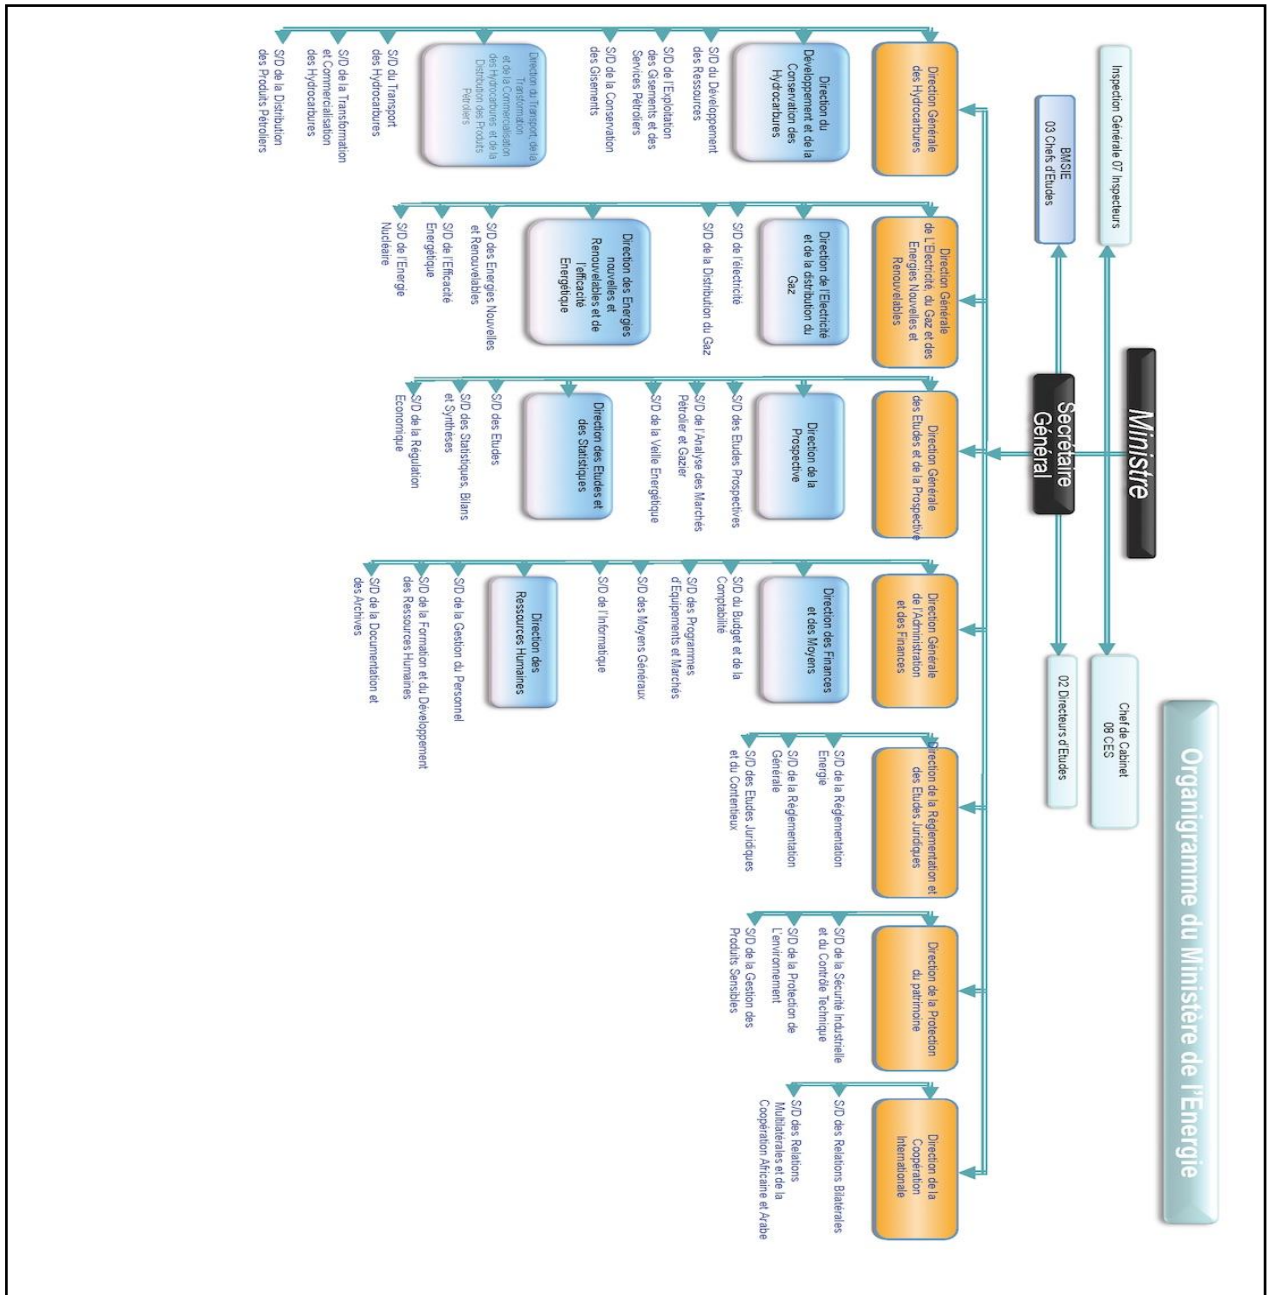 Organigramme du Ministère de l'Energie
Ministre
Inspection Générale 07 Inspecteurs
Chef de Cabinet
08 CES
Secrétaire
Général
BMSIE
03 Chefs d'Etudes
02 Directeurs d'Etudes
Direction Générale
des Hydrocarbures
Direction du
Développement et de la
Conservation des
Hydrocarbures
S/D du Développement
des Ressources
S/D de l'Exploitation
des Gisements et des
Services Pétroliers
S/D de la Conservation
des Gisements
Direction du Transport, de la
Transformation
et de la Commercialisation
des Hydrocarbures et de la
Distribution des Produits
Pétroliers
S/D du Transport
des Hydrocarbures
S/D de la Transformation
et Commercialisation
des Hydrocarbures
S/D de la Distribution
des Produits Pétroliers
Direction Générale
de L'Electricité, du Gaz et des
Energies Nouvelles et
Renouvelables
Direction de l'Electricité
et de la distribution du
Gaz
S/D de l'électricité
S/D de la Distribution du Gaz
Direction des Energies
nouvelles et
Renouvelables et de
l'efficacité
Energétique
S/D des Energies Nouvelles
et Renouvelables
S/D de l'Efficacité
Energétique
S/D de l'Energie
Nucléaire
Direction Générale
des Etudes et de la Prospective
Direction de la
Prospective
S/D des Etudes Prospectives
S/D de l'Analyse des Marchés
Pétrolier et Gazier
S/D de la Veille Energétique
Direction des Etudes et
des Statistiques
S/D des Etudes
S/D des Statistiques, Bilans
et Synthèses
S/D de la Régulation
Economique
Direction Générale
de l'Administration
et des Finances
Direction des Finances
et des Moyens
S/D du Budget et de la
Comptabilité
S/D des Programmes
d'Equipements et Marchés
S/D des Moyens Généraux
S/D de l'Informatique
Direction des
Ressources Humaines
S/D de la Gestion du Personnel
S/D de la Formation et du Développement
des Ressources Humaines
S/D de la Documentation et
des Archives
Direction de la Réglementation et
des Etudes Juridiques
S/D de la Réglementation
Energie
S/D de la Réglementation
Générale
S/D des Etudes Juridiques
et du Contentieux
Direction de la Protection
du patrimoine
S/D de la Sécurité Industrielle
et du Contrôle Technique
S/D de la Protection de
L'environnement
S/D de la Gestion des
Produits Sensibles
Direction de la
Coopération
Internationale
S/D des Relations Bilatérales
S/D des Relations
Multilatérales et de la
Coopération Africaine et Arabe